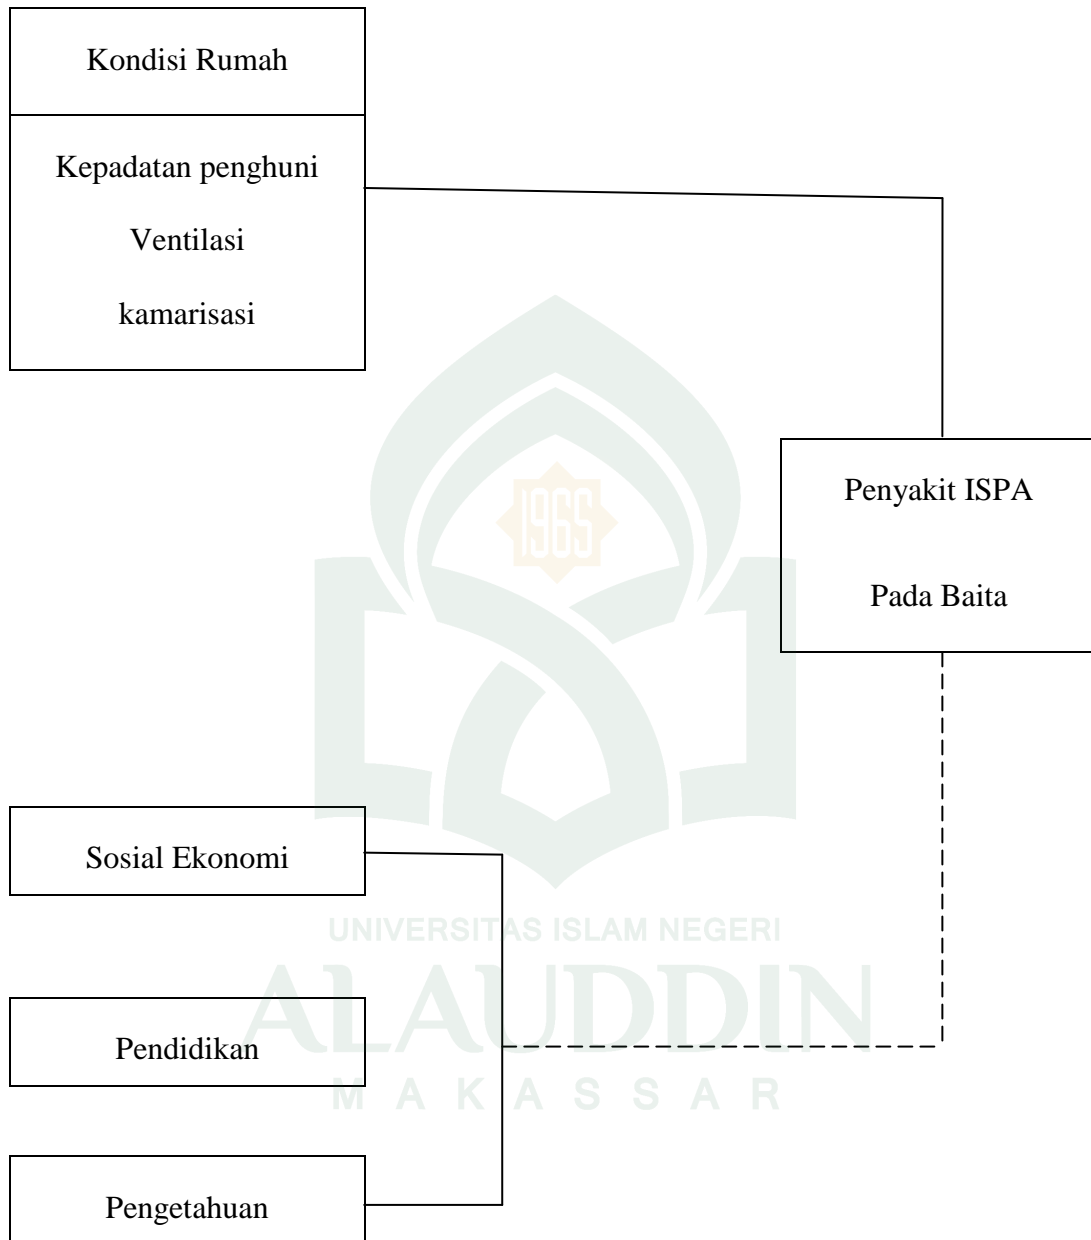 Kondisi Rumah
Kepadatan penghuni
Ventilasi
kamarisasi
Penyakit ISPA
Pada Baita
1965
Sosial Ekonomi
UNIVERSITAS ISLAM NEGERI
ALAUDDIN
Pendidikan
MAKASSAR
Pengetahuan